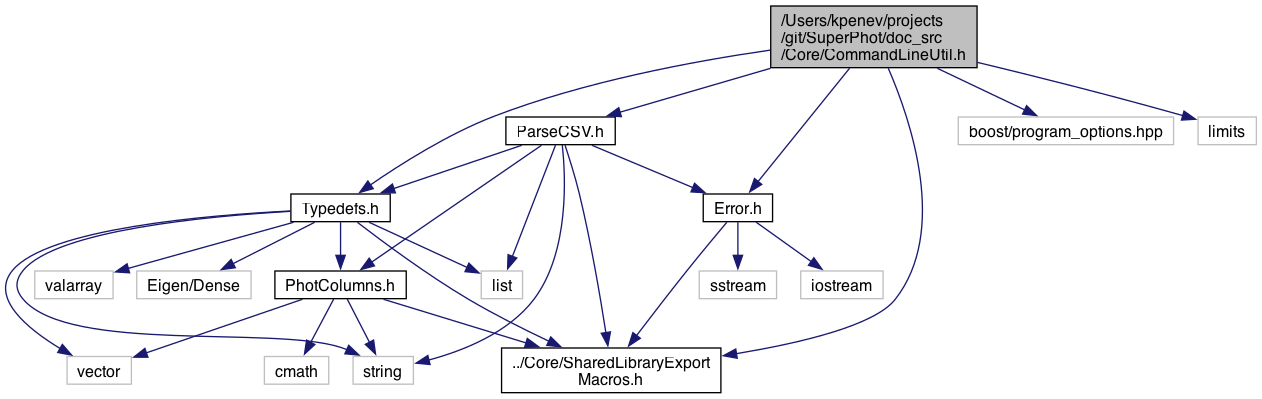 /Users/kpenev/projects
/git/SuperPhot/doc_src
/Core/CommandLineUtil.h
ParseCSV.h
boost/program_options.hpp
limits
Typedefs.h
Error.h
valarray
Eigen/Dense
PhotColumns.h
list
sstream
iostream
vector
cmath
string
../Core/SharedLibraryExport
Macros.h